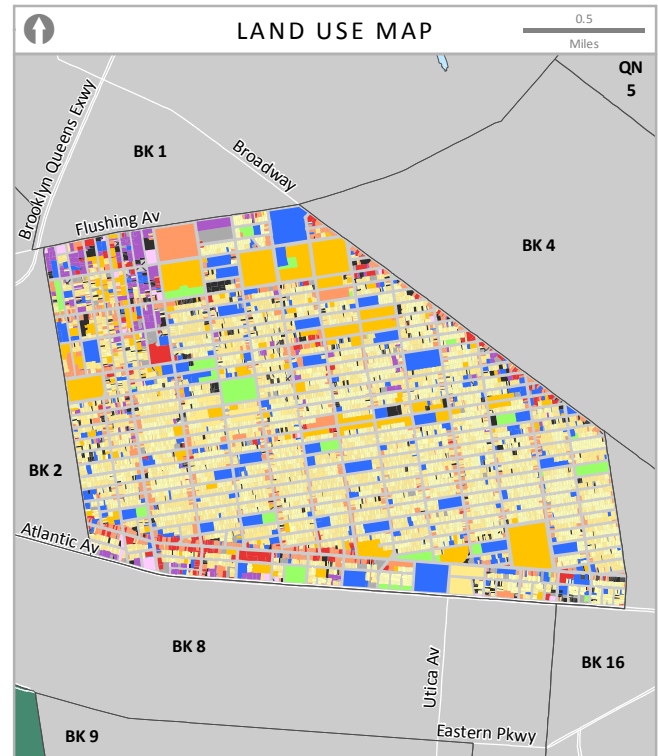 LAND USE MAP
0.5
Miles
QN
5
Brooklyn Queens Exwy
BK 1
Broadway
Flushing Av
BK 4
BK 2
Atlantic Av
BK 8
Utica Av
BK 16
Eastern Pkwy
BK 9